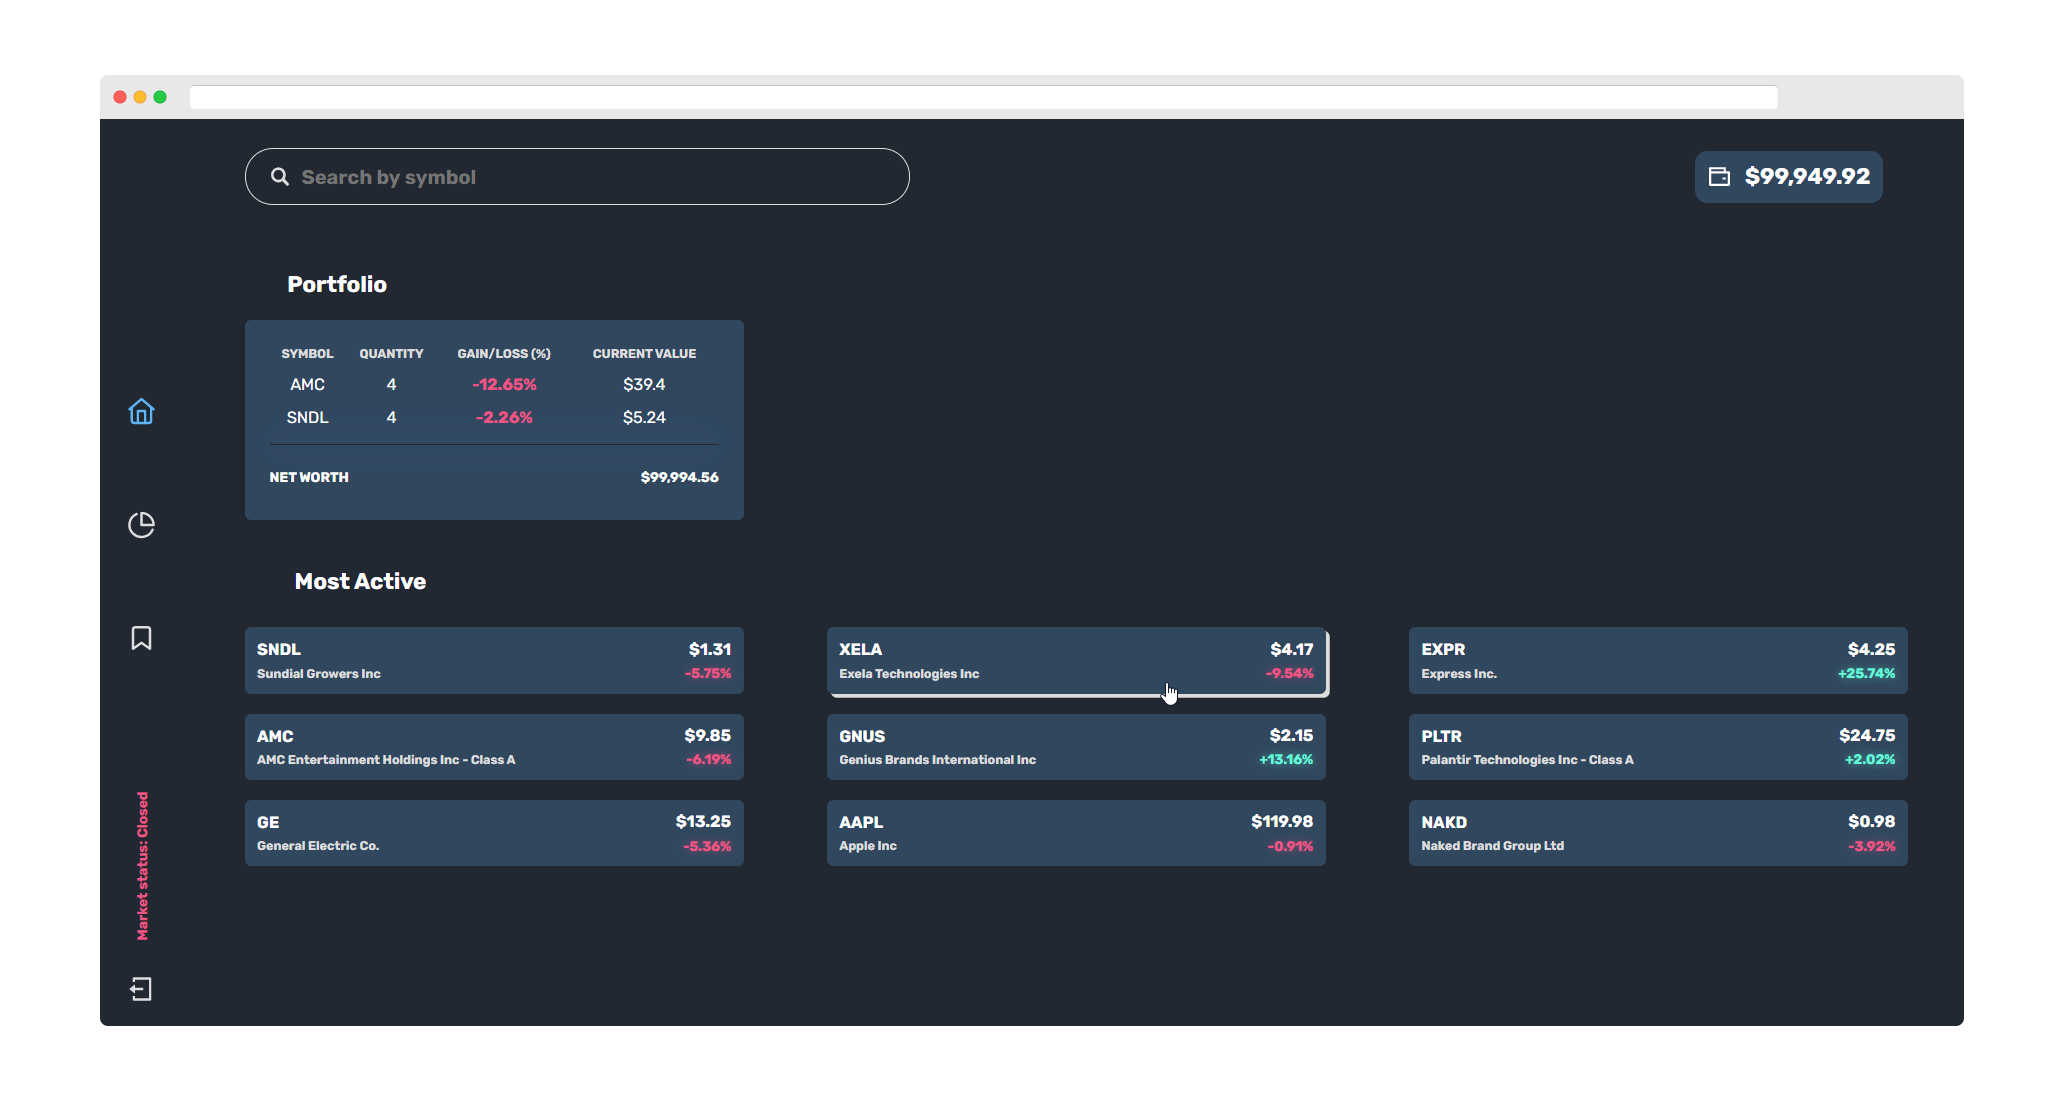 Search by symbol
$99,949.92
Portfolio
SYMBOL QUANTITY GAIN/LOSS (%) CURRENT VALUE
AMC 4 -12.65% $39.4
SNDL 4 -2.26% $5.24
NET WORTH $99,994.56
Most Active
SNDL $1.31
Sundial Growers Inc -5.75%
XELA $4.17
Exela Technologies Inc -9.54%
EXPR $4.25
Express Inc. +25.74%
AMC $9.85
AMC Entertainment Holdings Inc - Class A -6.19%
GNUS $2.15
Genius Brands International Inc +13.16%
PLTR $24.75
Palantir Technologies Inc - Class A +2.02%
GE $13.25
General Electric Co. -5.36%
AAPL $119.98
Apple Inc -0.91%
NAKD $0.98
Naked Brand Group Ltd -3.92%
Market status: Closed